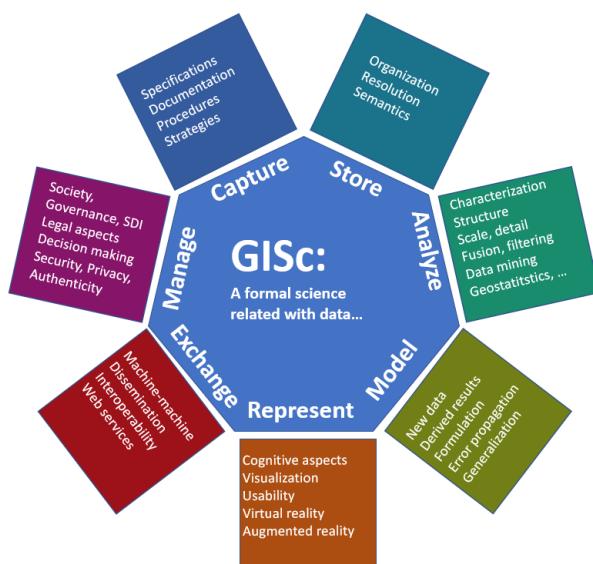 GISc:
A formal science
related with data...
Capture
Specifications
Documentation
Procedures
Strategies
Store
Organization
Resolution
Semantics
Analyze
Characterization
Structure
Scale, detail
Fusion, filtering
Data mining
Geostatitstics, ...
Model
New data
Derived results
Formulation
Error propagation
Generalization
Represent
Cognitive aspects
Visualization
Usability
Virtual reality
Augmented reality
Exchange
Machine-machine
Dissemination
Interoperability
Web services
Manage
Society,
Governance, SDI
Legal aspects
Decision making
Security, Privacy,
Authenticity